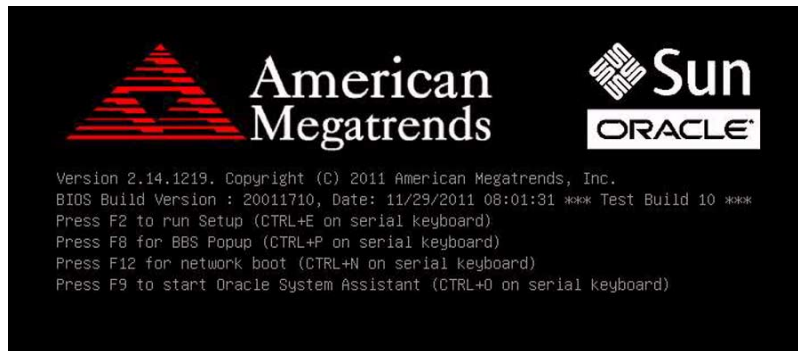 American
Megatrends
Sun
ORACLE
Version 2.14.1219. Copyright (C) 2011 American Megatrends, Inc.
BIOS Build Version : 20011710, Date: 11/29/2011 08:01:31 *** Test Build 10 ***
Press F2 to run Setup (CTRL+E on serial keyboard)
Press F8 for BBS Popup (CTRL+P on serial keyboard)
Press F12 for network boot (CTRL+N on serial keyboard)
Press F9 to start Oracle System Assistant (CTRL+O on serial keyboard)